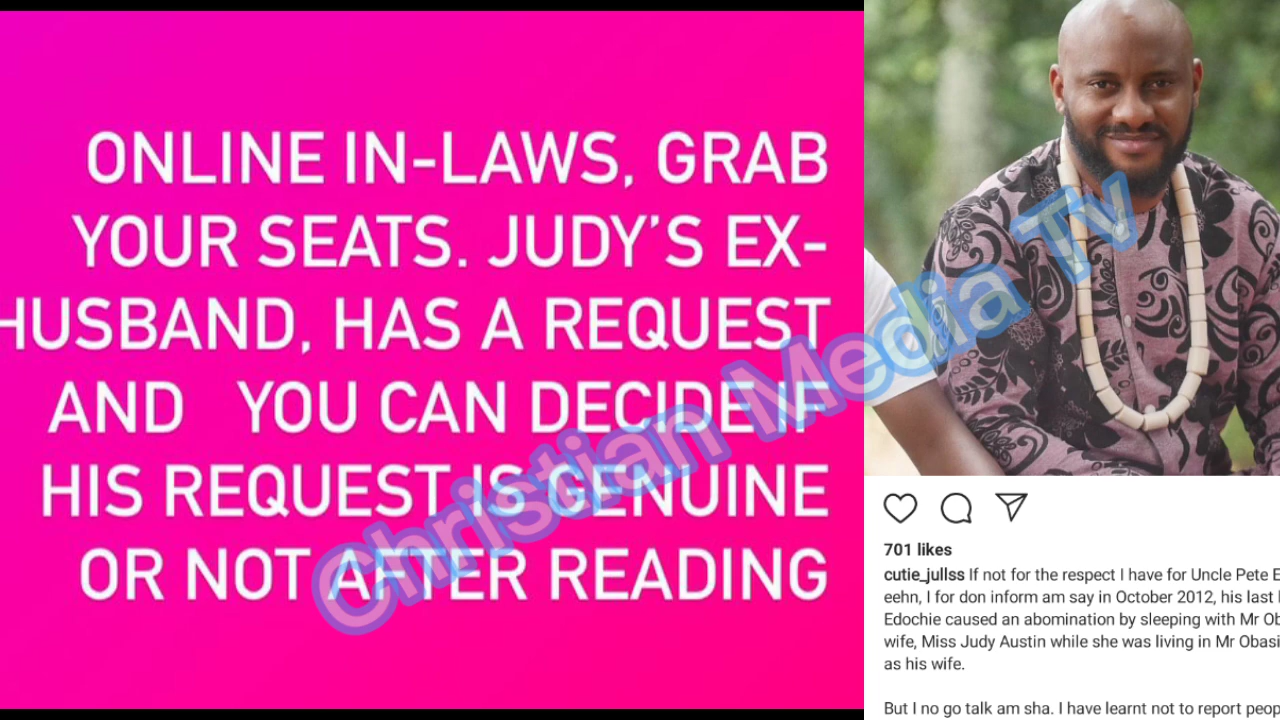 ONLINE IN-LAWS, GRAB
YOUR SEATS. JUDY'S EX-
HUSBAND, HAS A REQUEST
AND YOU CAN DECIDE IF
HIS REQUEST IS GENUINE
OR NOT AFTER READING
Christian Media Tv
701 likes
cutie_jullss If not for the respect I have for Uncle Pete
eehn, I for don inform am say in October 2012, his last
Edochie caused an abomination by sleeping with Mr
wife, Miss Judy Austin while she was living in Mr
as his wife.
But I no go talk am sha. I have learnt not to report